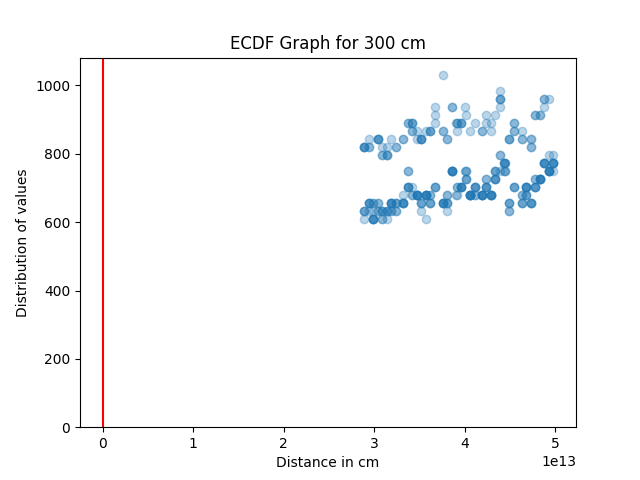 ECDF Graph for 300 cm
Distribution of values
1000
800
600
400
200
0
0 1 2 3 4 5
1e13
Distance in cm